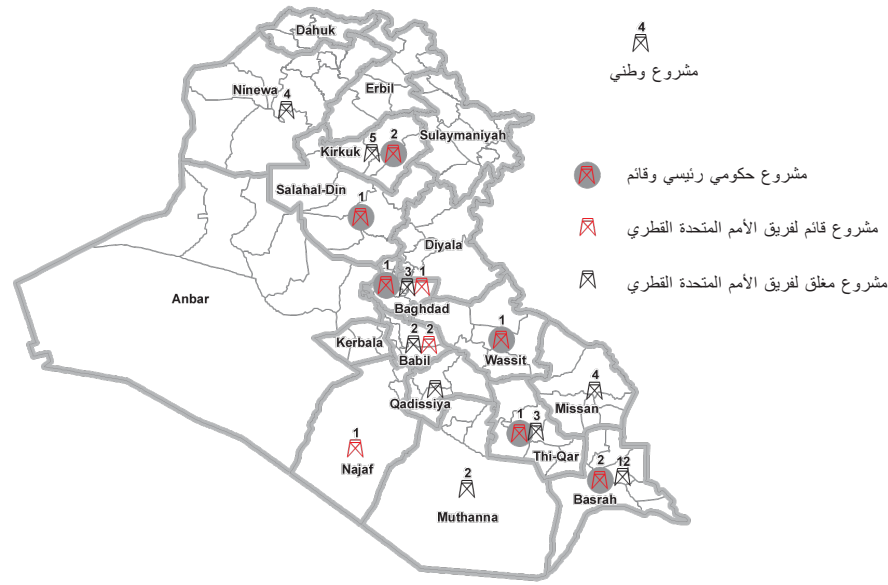 Dahuk
4
مشروع وطني
Ninewa
4
Erbil
5
2
Kirkuk
Sulaymaniyah
مشروع حكومي رئيسي وقائم
Salahal-Din
1
مشروع قائم لفريق الأمم المتحدة القطري
Diyala
1
3
1
مشروع مغلق لفريق الأمم المتحدة القطري
Anbar
Baghdad
1
2
2
Kerbala
Babil
Wassit
4
Qadissiya
Missan
1
3
1
Thi-Qar
Najaf
2
2
12
Basrah
Muthanna